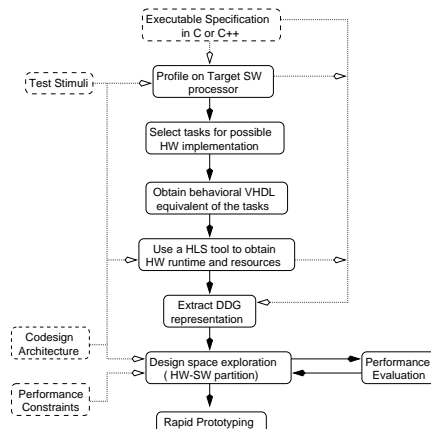 Executable Specification
in C or C++
Test Stimuli
Profile on Target SW
processor
Select tasks for possible
HW implementation
Obtain behavioral VHDL
equivalent of the tasks
Use a HLS tool to obtain
HW runtime and resources
Extract DDG
representation
Codesign
Architecture
Design space exploration
( HW-SW partition)
Performance
Evaluation
Performance
Constraints
Rapid Prototyping